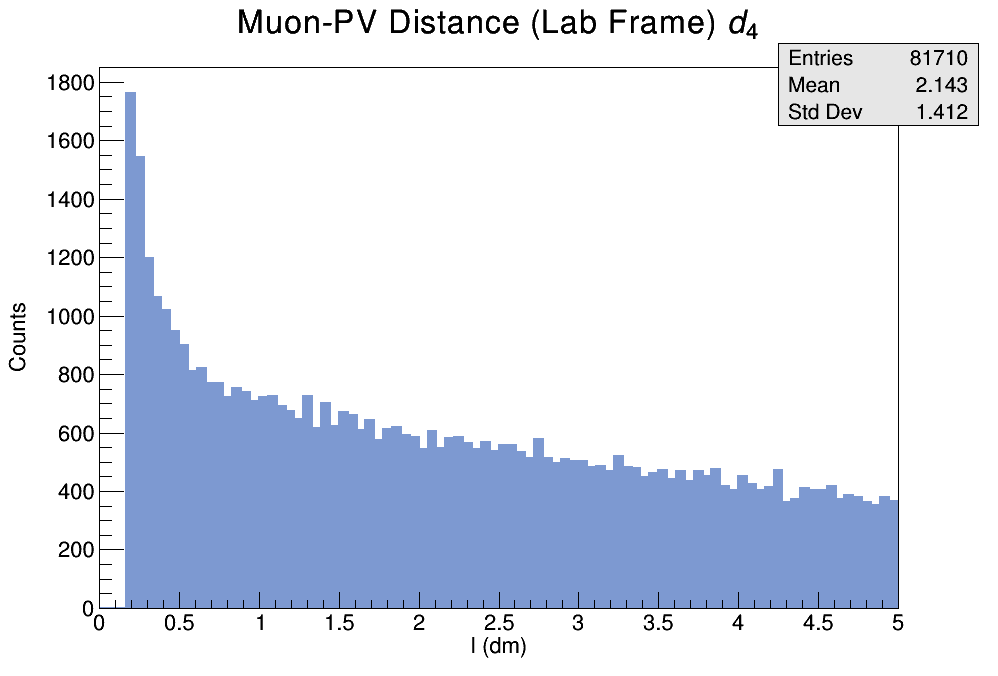 Muon-PV Distance (Lab Frame) d4
Entries 81710
Mean 2.143
Std Dev 1.412
1800
1600
1400
1200
1000
800
600
400
200
0
Counts
0 0.5 1 1.5 2 2.5 3 3.5 4 4.5 5
l (dm)